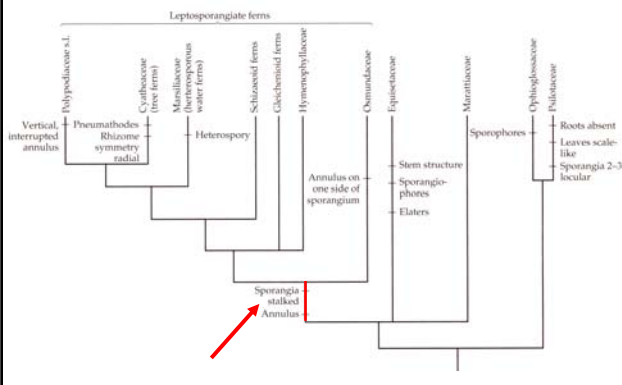 Leptosporangiate ferns
Polypodiaceae s.l.
Cyatheaceae
(tree ferns)
Marsiliaceae
(herterosporous
water ferns)
Schizaeoid ferns
Gleichenioid ferns
Hymenophyllaceae
Osmundaceae
Equisetaceae
Marattiaceae
Ophioglossaceae
Psilotaceae
Vertical,
interrupted
annulus
Pneumathodes
Rhizome
symmetry
radial
Heterospory
Annulus on
one side of
sporangium
Stem structure
Sporangio-
phores
Elaters
Sporophores
Roots absent
Leaves scale-
like
Sporangia 2–3
locular
Sporangia
stalked
Annulus